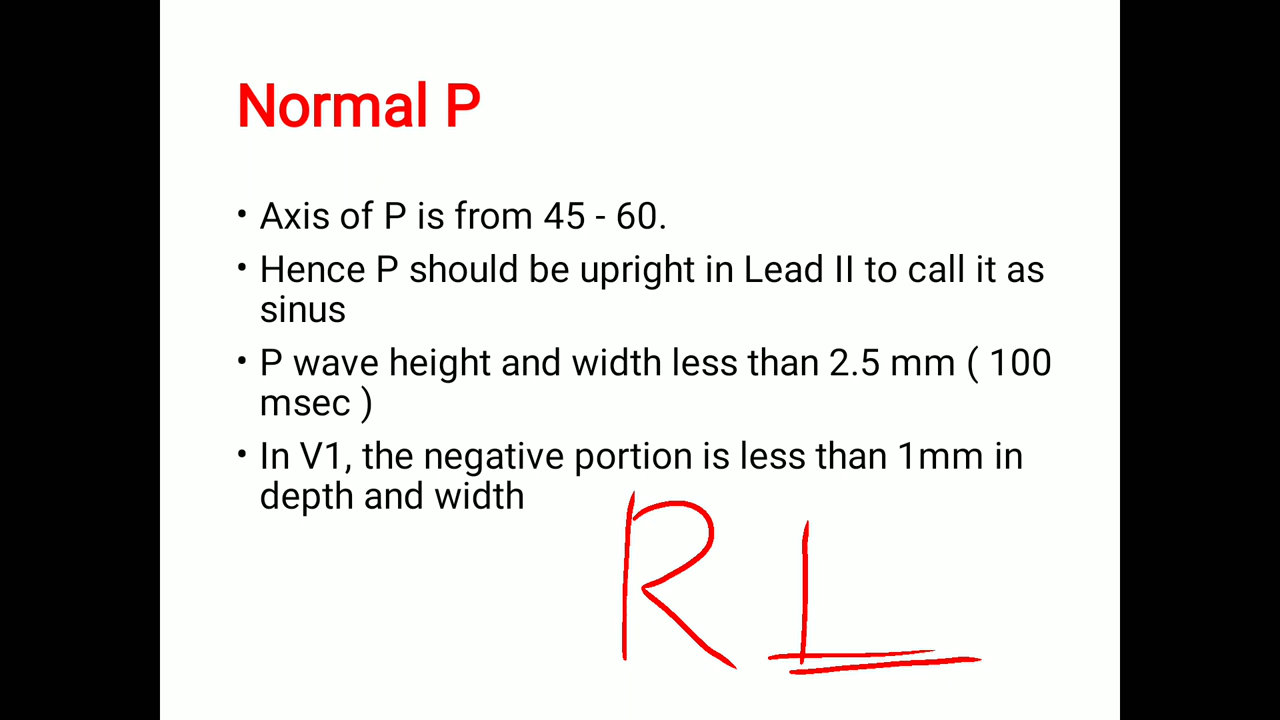 Normal P
• Axis of P is from 45 - 60.
• Hence P should be upright in Lead II to call it as
sinus
• P wave height and width less than 2.5 mm ( 100
msec )
• In V1, the negative portion is less than 1mm in
depth and width
R L